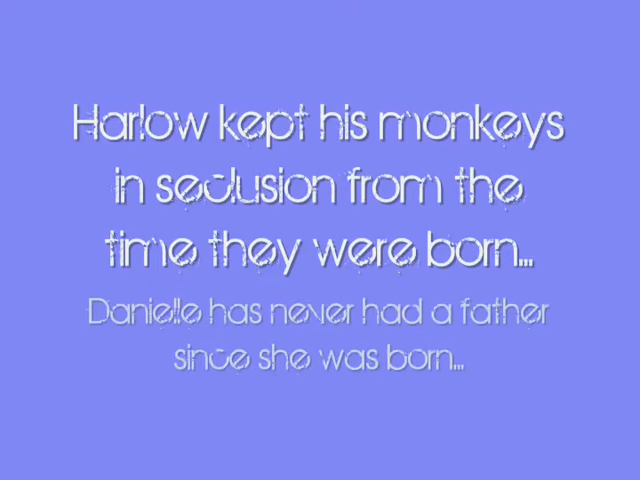 Harlow kept his monkeys
in seclusion from the
time they were born...
Danielle has never had a father
since she was born...